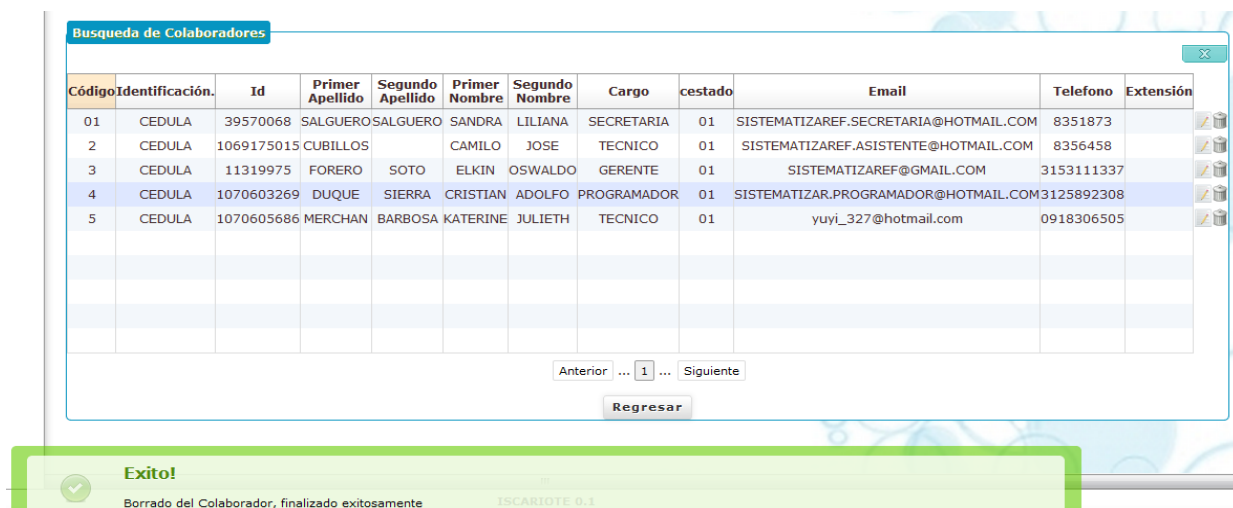 Busqueda de Colaboradores
Código Identificación. Id Primer Apellido Segundo Apellido Primer Nombre Segundo Nombre Cargo cestado Email Telefono Extensión
01 CEDULA 39570068 SALGUERO SALGUERO SANDRA LILIANA SECRETARIA 01 SISTEMATIZAREF.SECRETARIA@HOTMAIL.COM 8351873
2 CEDULA 1069175015 CUBILLOS CAMILO JOSE TECNICO 01 SISTEMATIZAREF.ASISTENTE@HOTMAIL.COM 8356458
3 CEDULA 11319975 FORERO SOTO ELKIN OSWALDO GERENTE 01 SISTEMATIZAREF@GMAIL.COM 3153111337
4 CEDULA 1070603269 DUQUE SIERRA CRISTIAN ADOLFO PROGRAMADOR 01 SISTEMATIZAR.PROGRAMADOR@HOTMAIL.COM 3125892308
5 CEDULA 1070605686 MERCHAN BARBOSA KATERINE JULIETH TECNICO 01 yuyi_327@hotmail.com 0918306505
Anterior ... 1 ... Siguiente
Regresar
Exito!
Borrado del Colaborador, finalizado exitosamente
ISCARIOTE 0.1